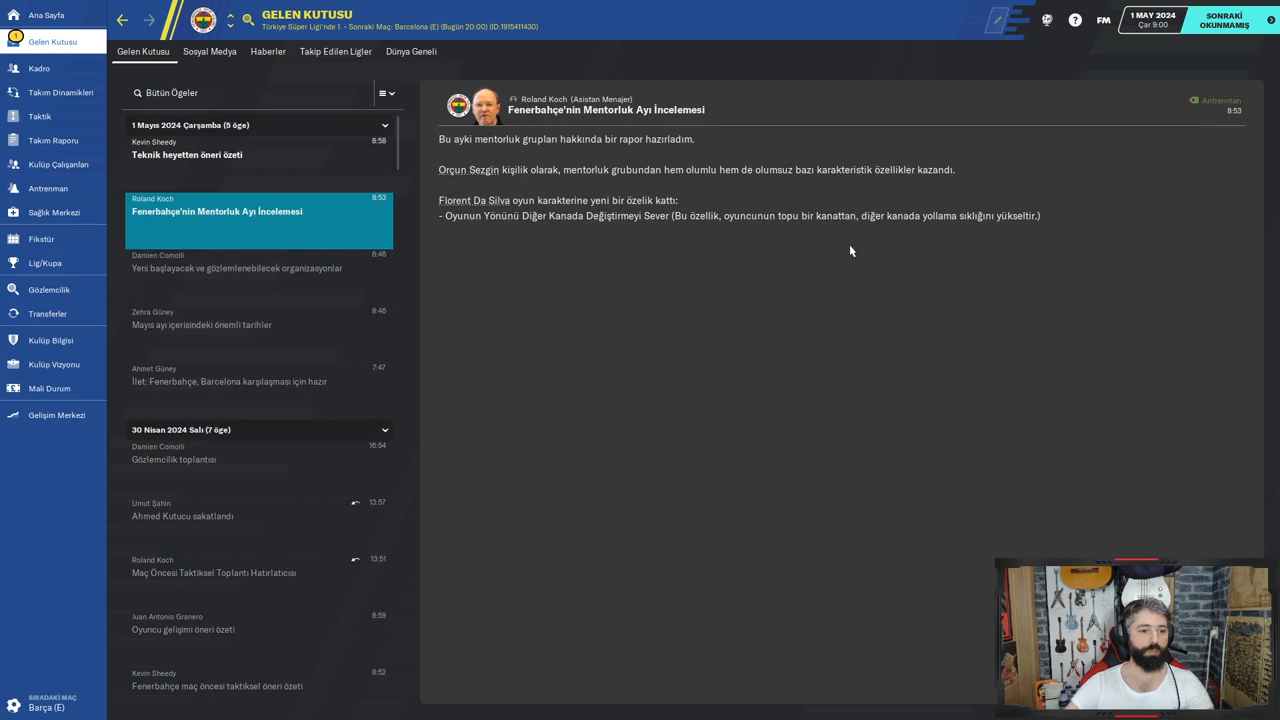 Ana Sayfa
1
Gelen Kutusu
Kadro
Takım Dinamikleri
Taktik
Takım Raporu
Kulüp Çalışanları
Antrenman
Sağlık Merkezi
Fikstür
Lig/Kupa
Gözlemcilik
Transferler
Kulüp Bilgisi
Kulüp Vizyonu
Mali Durum
Gelişim Merkezi
SIRADAKİ MAÇ
Barça (E)
GELEN KUTUSU
Türkiye Süper Ligi'nde 1. - Sonraki Maç: Barcelona (E) (Bugün 20:00) (ID:1915411430)
?
FM
1 MAY 2024
Çar 9:00
SONRAKİ
OKUNMAMIŞ
Gelen Kutusu
Sosyal Medya
Haberler
Takip Edilen Ligler
Dünya Geneli
Bütün Ögeler
1 Mayıs 2024 Çarşamba (5 öge)
Kevin Sheedy 8:58
Teknik heyetten öneri özeti
Roland Koch 8:53
Fenerbahçe'nin Mentorluk Ayı İncelemesi
Damien Comolli 8:46
Yeni başlayacak ve gözlemlenebilecek organizasyonlar
Zehra Güney 8:46
Mayıs ayı içerisindeki önemli tarihler
Ahmet Güney 7:47
İlet: Fenerbahçe, Barcelona karşılaşması için hazır
30 Nisan 2024 Salı (7 öge)
Damien Comolli 16:54
Gözlemcilik toplantısı
Umut Şahin 13:57
Ahmed Kutucu sakatlandı
Roland Koch 13:51
Maç Öncesi Taktiksel Toplantı Hatırlatıcısı
Juan Antonio Granero 8:59
Oyuncu gelişimi öneri özeti
Kevin Sheedy 8:52
Fenerbahçe maç öncesi taktiksel öneri özeti
Roland Koch (Asistan Menajer)
Fenerbahçe'nin Mentorluk Ayı İncelemesi
Antrenman
8:53
Bu ayki mentorluk grupları hakkında bir rapor hazırladım.
Orçun Sezgin kişilik olarak, mentorluk grubundan hem olumlu hem de olumsuz bazı karakteristik özellikler kazandı.
Florent Da Silva oyun karakterine yeni bir özelik kattı:
- Oyunun Yönünü Diğer Kanada Değiştirmeyi Sever (Bu özellik, oyuncunun topu bir kanattan, diğer kanada yollama sıklığını yükseltir.)